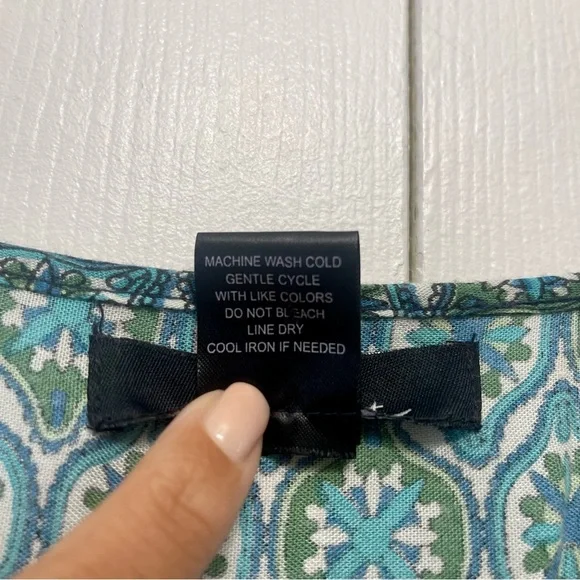 MACHINE WASH COLD
GENTLE CYCLE
WITH LIKE COLORS
DO NOT BLEACH
LINE DRY
COOL IRON IF NEEDED